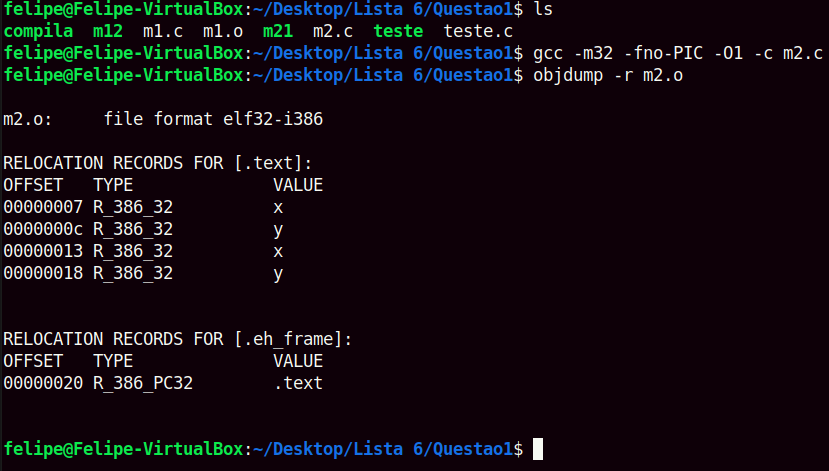 felipe@Felipe-VirtualBox:~/Desktop/Lista 6/Questao1$ ls
compila m12 m1.c m1.o m21 m2.c teste teste.c
felipe@Felipe-VirtualBox:~/Desktop/Lista 6/Questao1$ gcc -m32 -fno-PIC -O1 -c m2.c
felipe@Felipe-VirtualBox:~/Desktop/Lista 6/Questao1$ objdump -r m2.o
m2.o:     file format elf32-i386
RELOCATION RECORDS FOR [.text]:
OFFSET   TYPE              VALUE
00000007 R_386_32          x
0000000c R_386_32          y
00000013 R_386_32          x
00000018 R_386_32          y
RELOCATION RECORDS FOR [.eh_frame]:
OFFSET   TYPE              VALUE
00000020 R_386_PC32        .text
felipe@Felipe-VirtualBox:~/Desktop/Lista 6/Questao1$